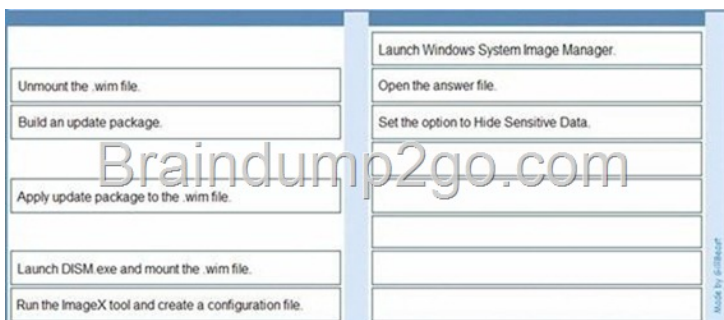 Launch Windows System Image Manager.
Unmount the .wim file.
Open the answer file.
Build an update package.
Set the option to Hide Sensitive Data.
Braindump2go.com
Apply update package to the .wim file.
Launch DISM.exe and mount the .wim file.
Run the ImageX tool and create a configuration file.